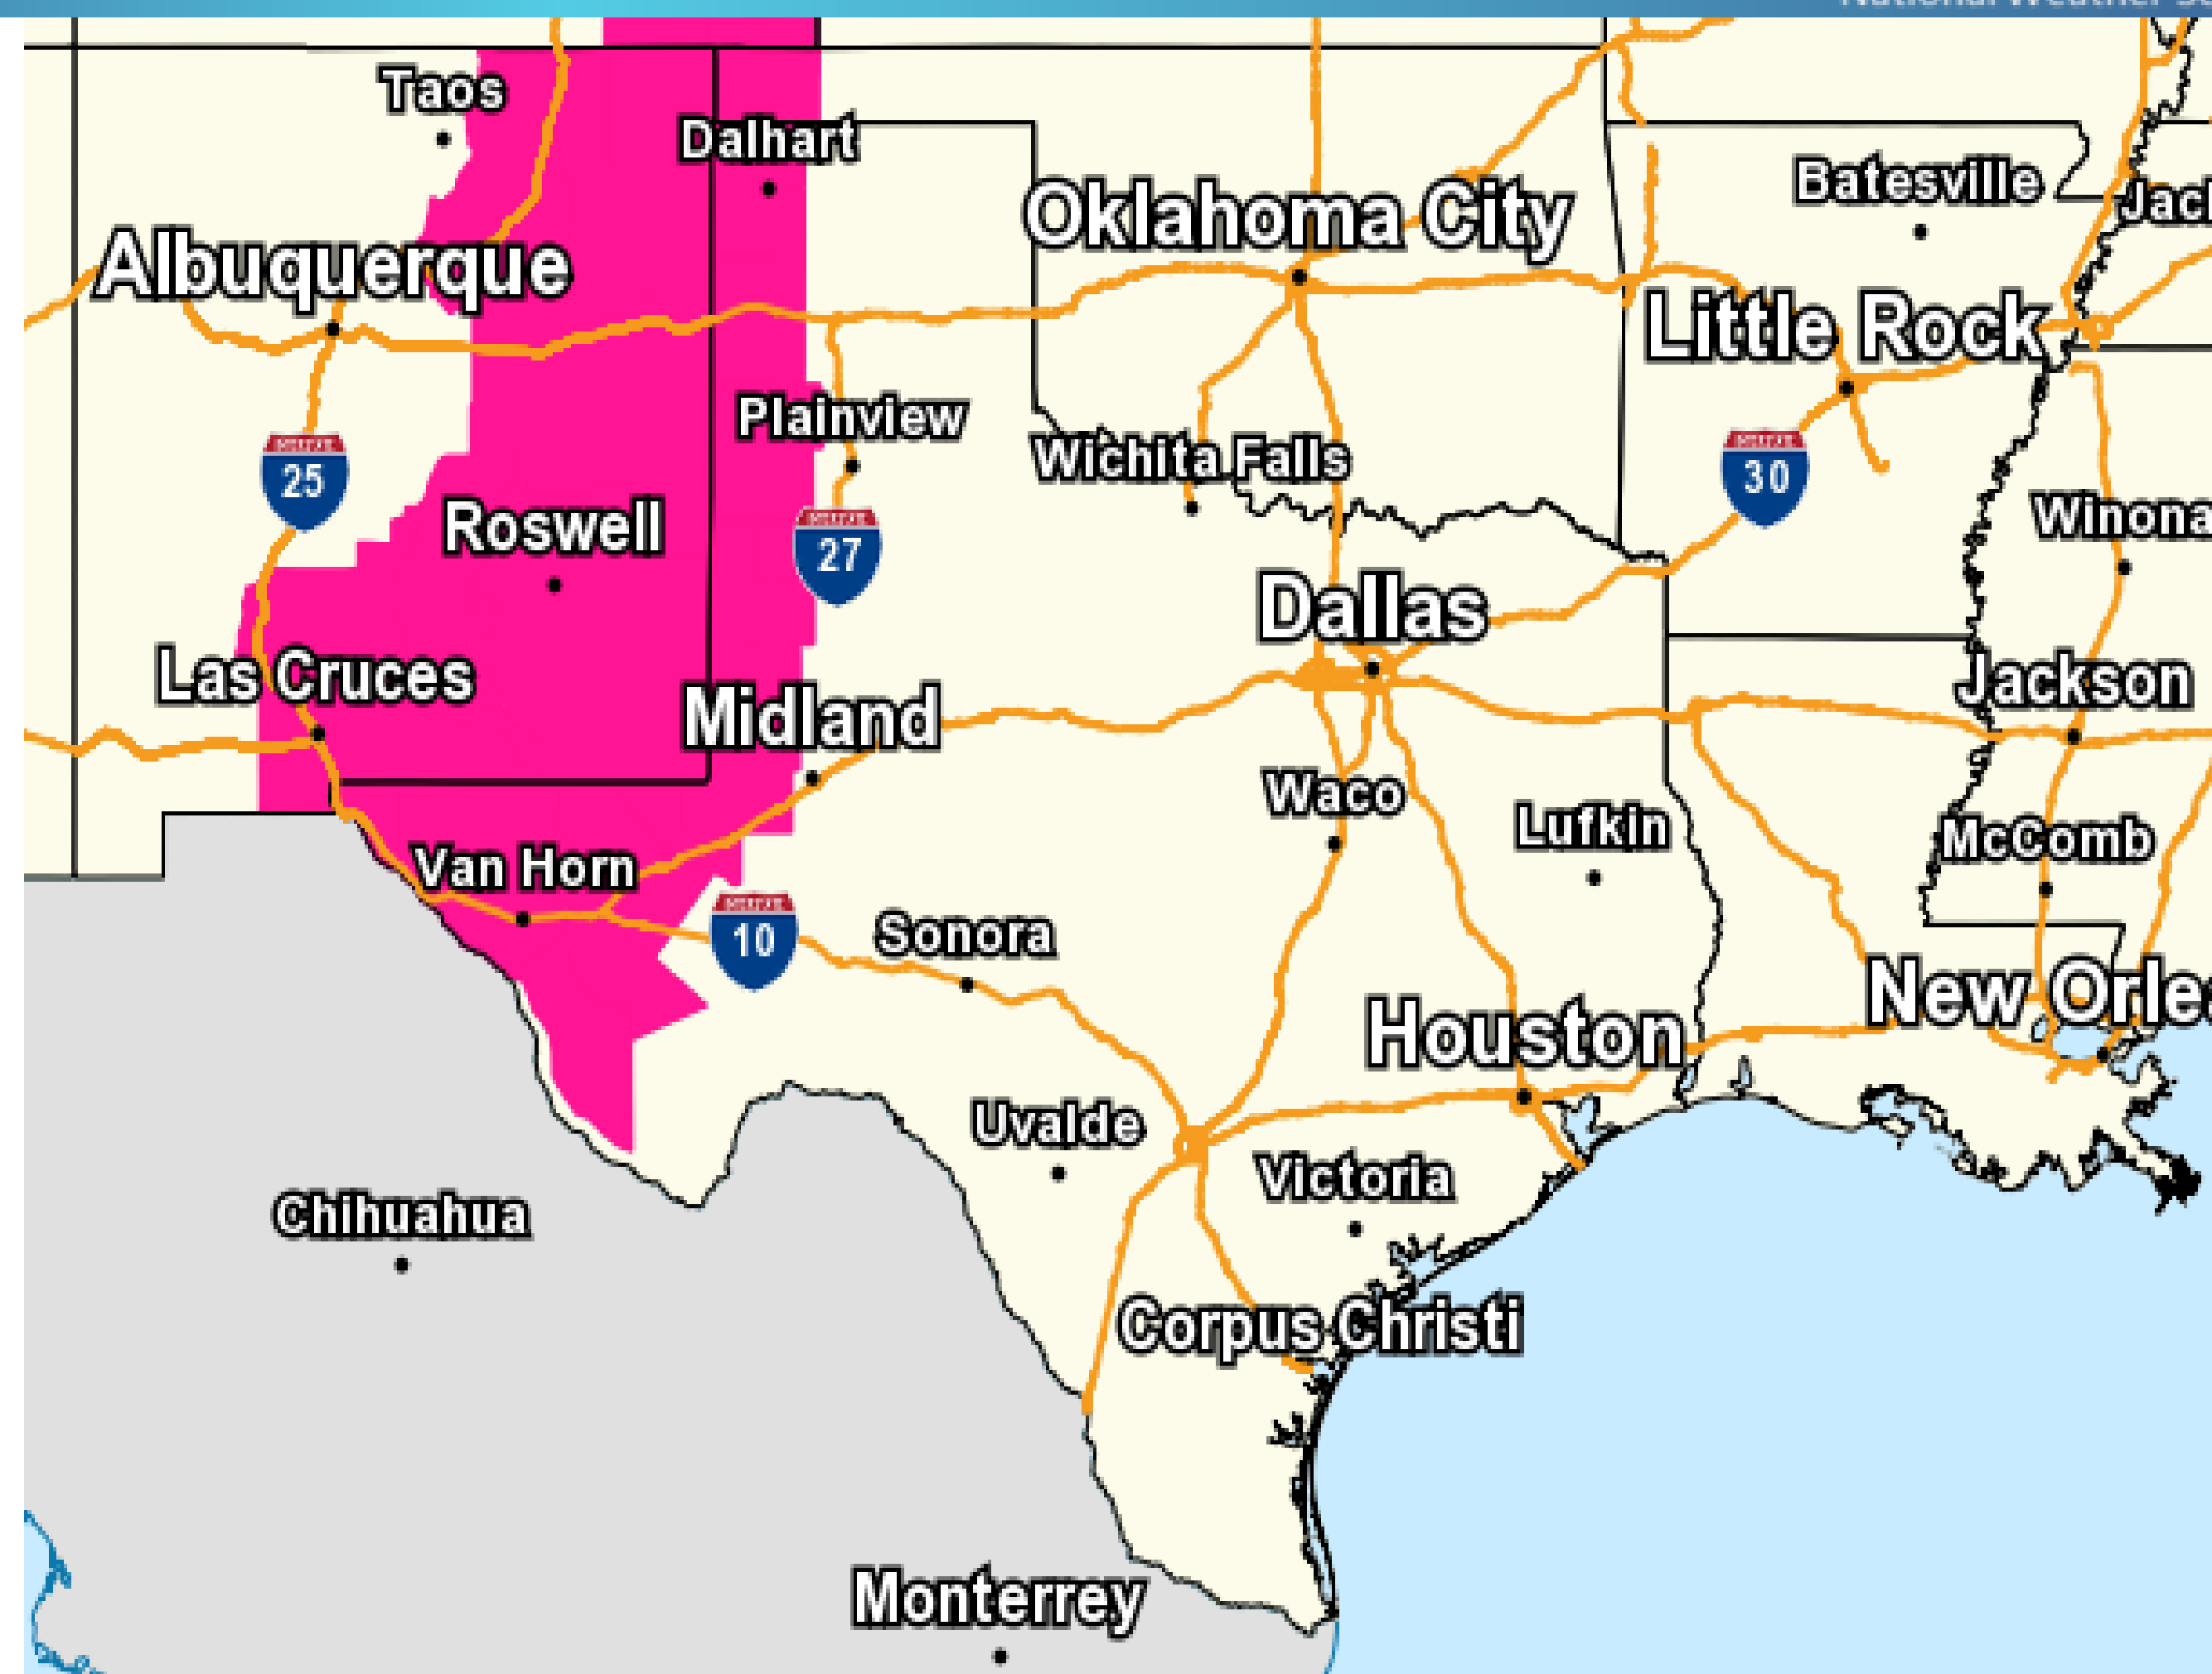 Taos
Dalhart
Batesville
Oklahoma City
Albuquerque
Little Rock
Plainview
Wichita Falls
25
30
Roswell
Winona
27
Dallas
Las Cruces
Jackson
Midland
Waco
Lufkin
McComb
Van Horn
10
Sonora
New
Houston
Uvalde
Victoria
Chihuahua
Corpus Christi
Monterrey